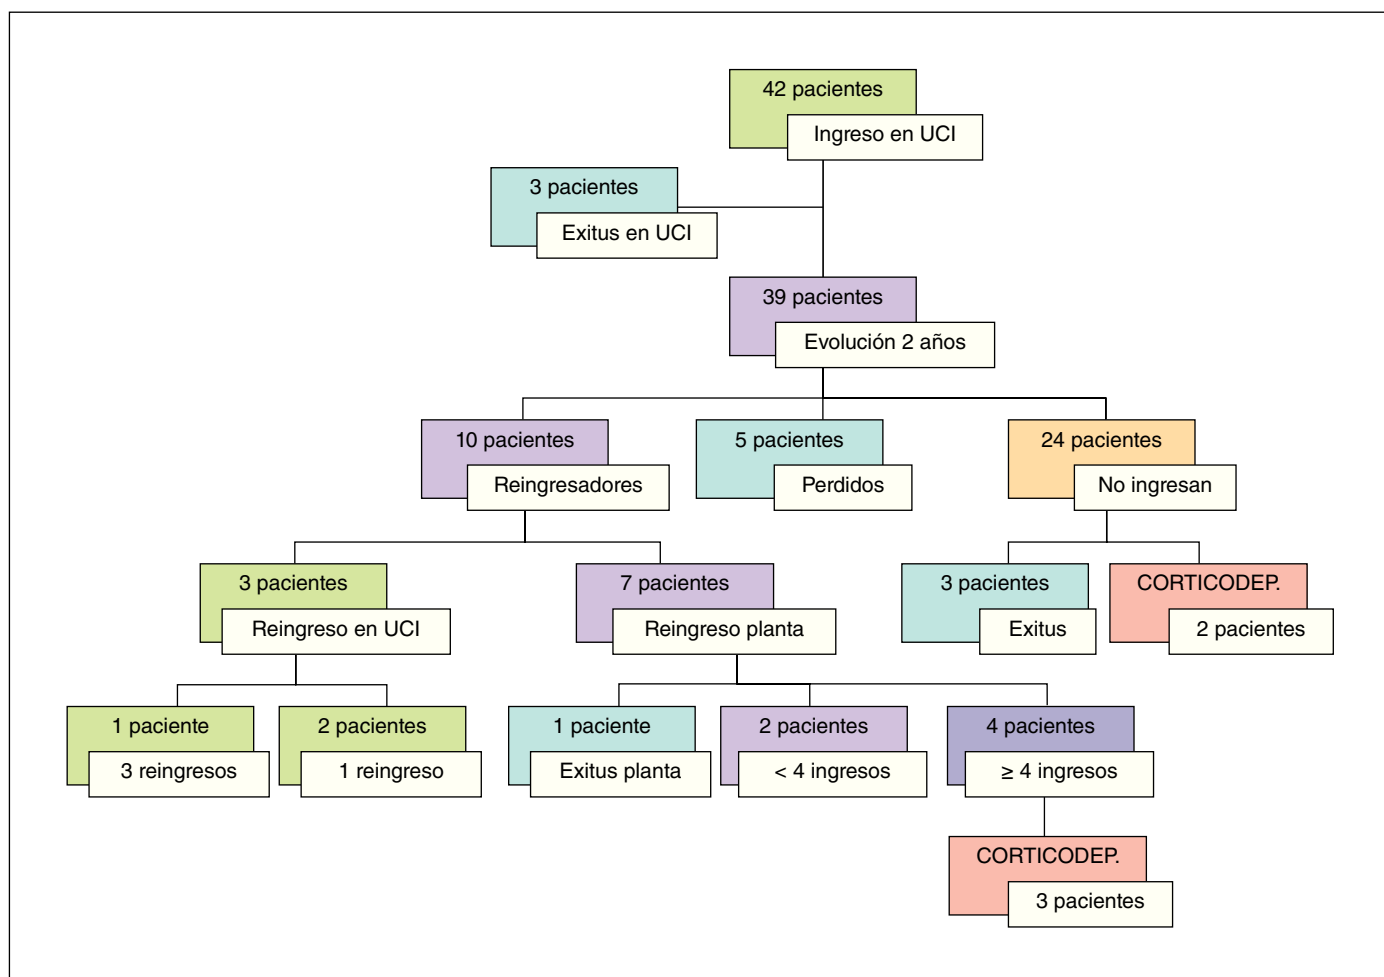 42 pacientes
Ingreso en UCI
3 pacientes
Exitus en UCI
39 pacientes
Evolución 2 años
10 pacientes
Reingresadores
5 pacientes
Perdidos
24 pacientes
No ingresan
3 pacientes
Reingreso en UCI
7 pacientes
Reingreso planta
3 pacientes
Exitus
CORTICODEP.
2 pacientes
1 paciente
3 reingresos
2 pacientes
1 reingreso
1 paciente
Exitus planta
2 pacientes
< 4 ingresos
4 pacientes
≥ 4 ingresos
CORTICODEP.
3 pacientes